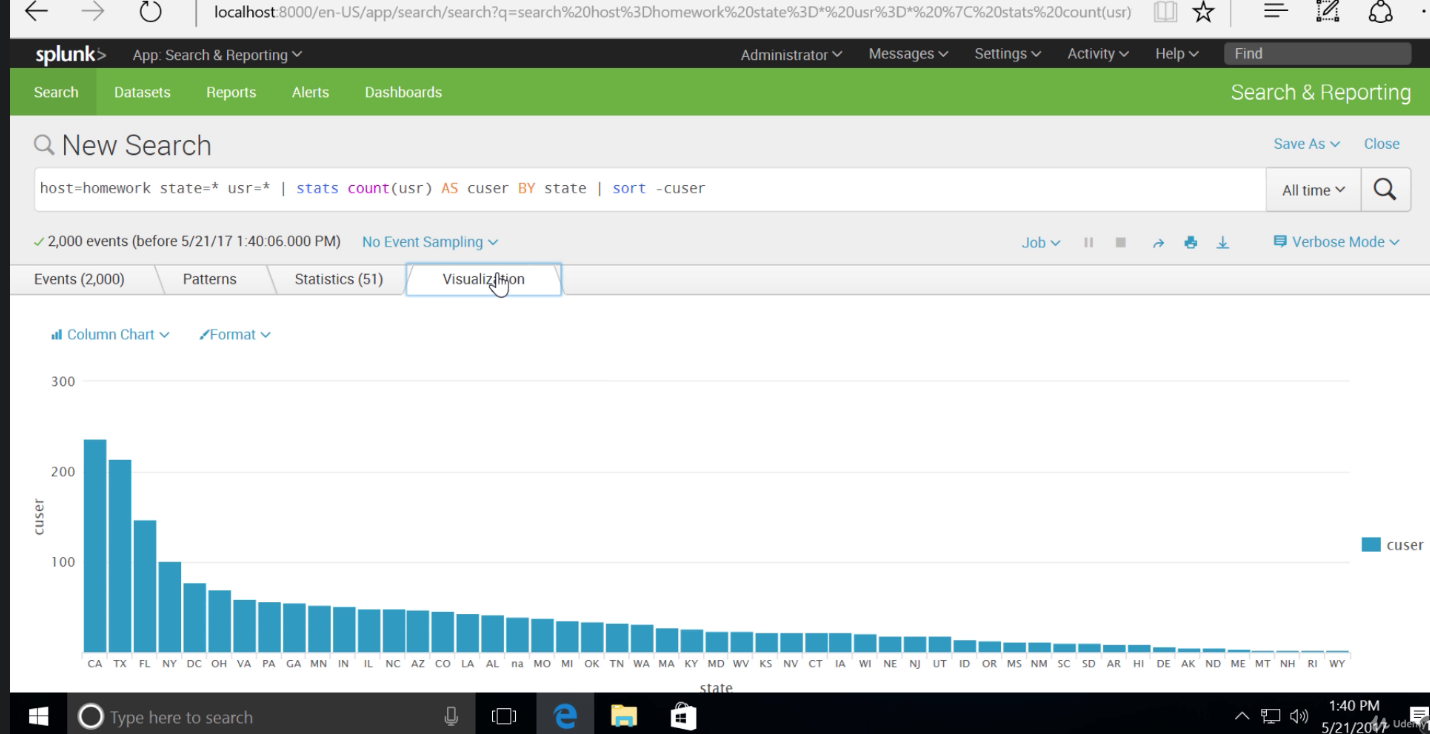 localhost:8000/en-US/app/search/search?q=search%20host%3Dhomework%20state%3D*%20usr%3D*%20%7C%20stats%20count(usr)
splunk> App: Search & Reporting Administrator Messages Settings Activity Help Find
Search Datasets Reports Alerts Dashboards Search & Reporting
New Search Save As Close
host=homework state=* usr=* | stats count(usr) AS cuser BY state | sort -cuser All time
2,000 events (before 5/21/17 1:40:06.000 PM) No Event Sampling Job Verbose Mode
Events (2,000) Patterns Statistics (51) Visualization
Column Chart Format
300
200
100
cuser
cuser
CA TX FL NY DC OH VA PA GA MN IN IL NC AZ CO LA AL na MO MI OK TN WA MA KY MD WV KS NV CT IA WI NE NJ UT ID OR MS NM SC SD AR HI DE AK ND ME MT NH RI WY
state
Type here to search
1:40 PM
5/21/2017
Udemy